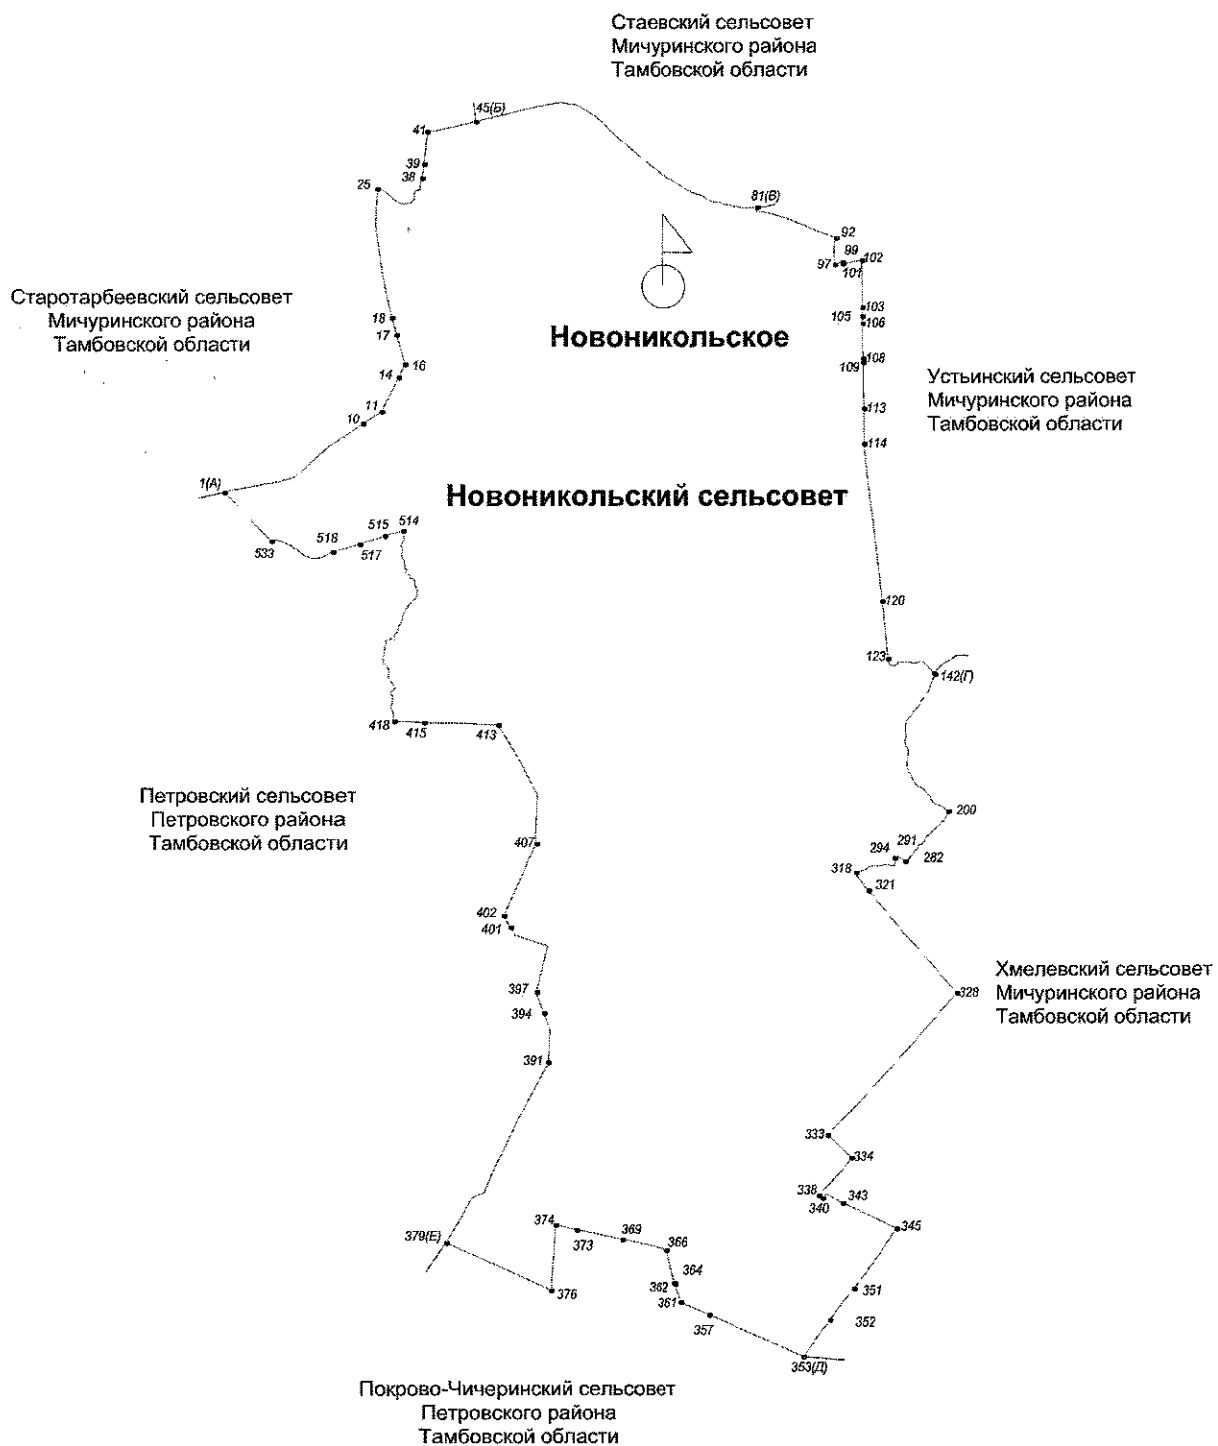 Стаевский сельсовет
Мичуринского района
Тамбовской области
45(Б)
41
39
38
25
81(В)
92
99
102
97
101
103
105
106
108
109
113
114
Старотарбеевский сельсовет
Мичуринского района
Тамбовской области
18
17
16
14
11
10
Новоникольское
Устьинский сельсовет
Мичуринского района
Тамбовской области
1(А)
Новоникольский сельсовет
514
515
517
518
533
120
123
142(Г)
418
415
413
Петровский сельсовет
Петровского района
Тамбовской области
407
402
401
397
394
391
200
291
294
282
318
321
Хмелевский сельсовет
Мичуринского района
Тамбовской области
328
333
334
338
340
343
345
351
352
353(Д)
374
373
369
366
364
362
361
357
376
379(Е)
Покрово-Чичеринский сельсовет
Петровского района
Тамбовской области